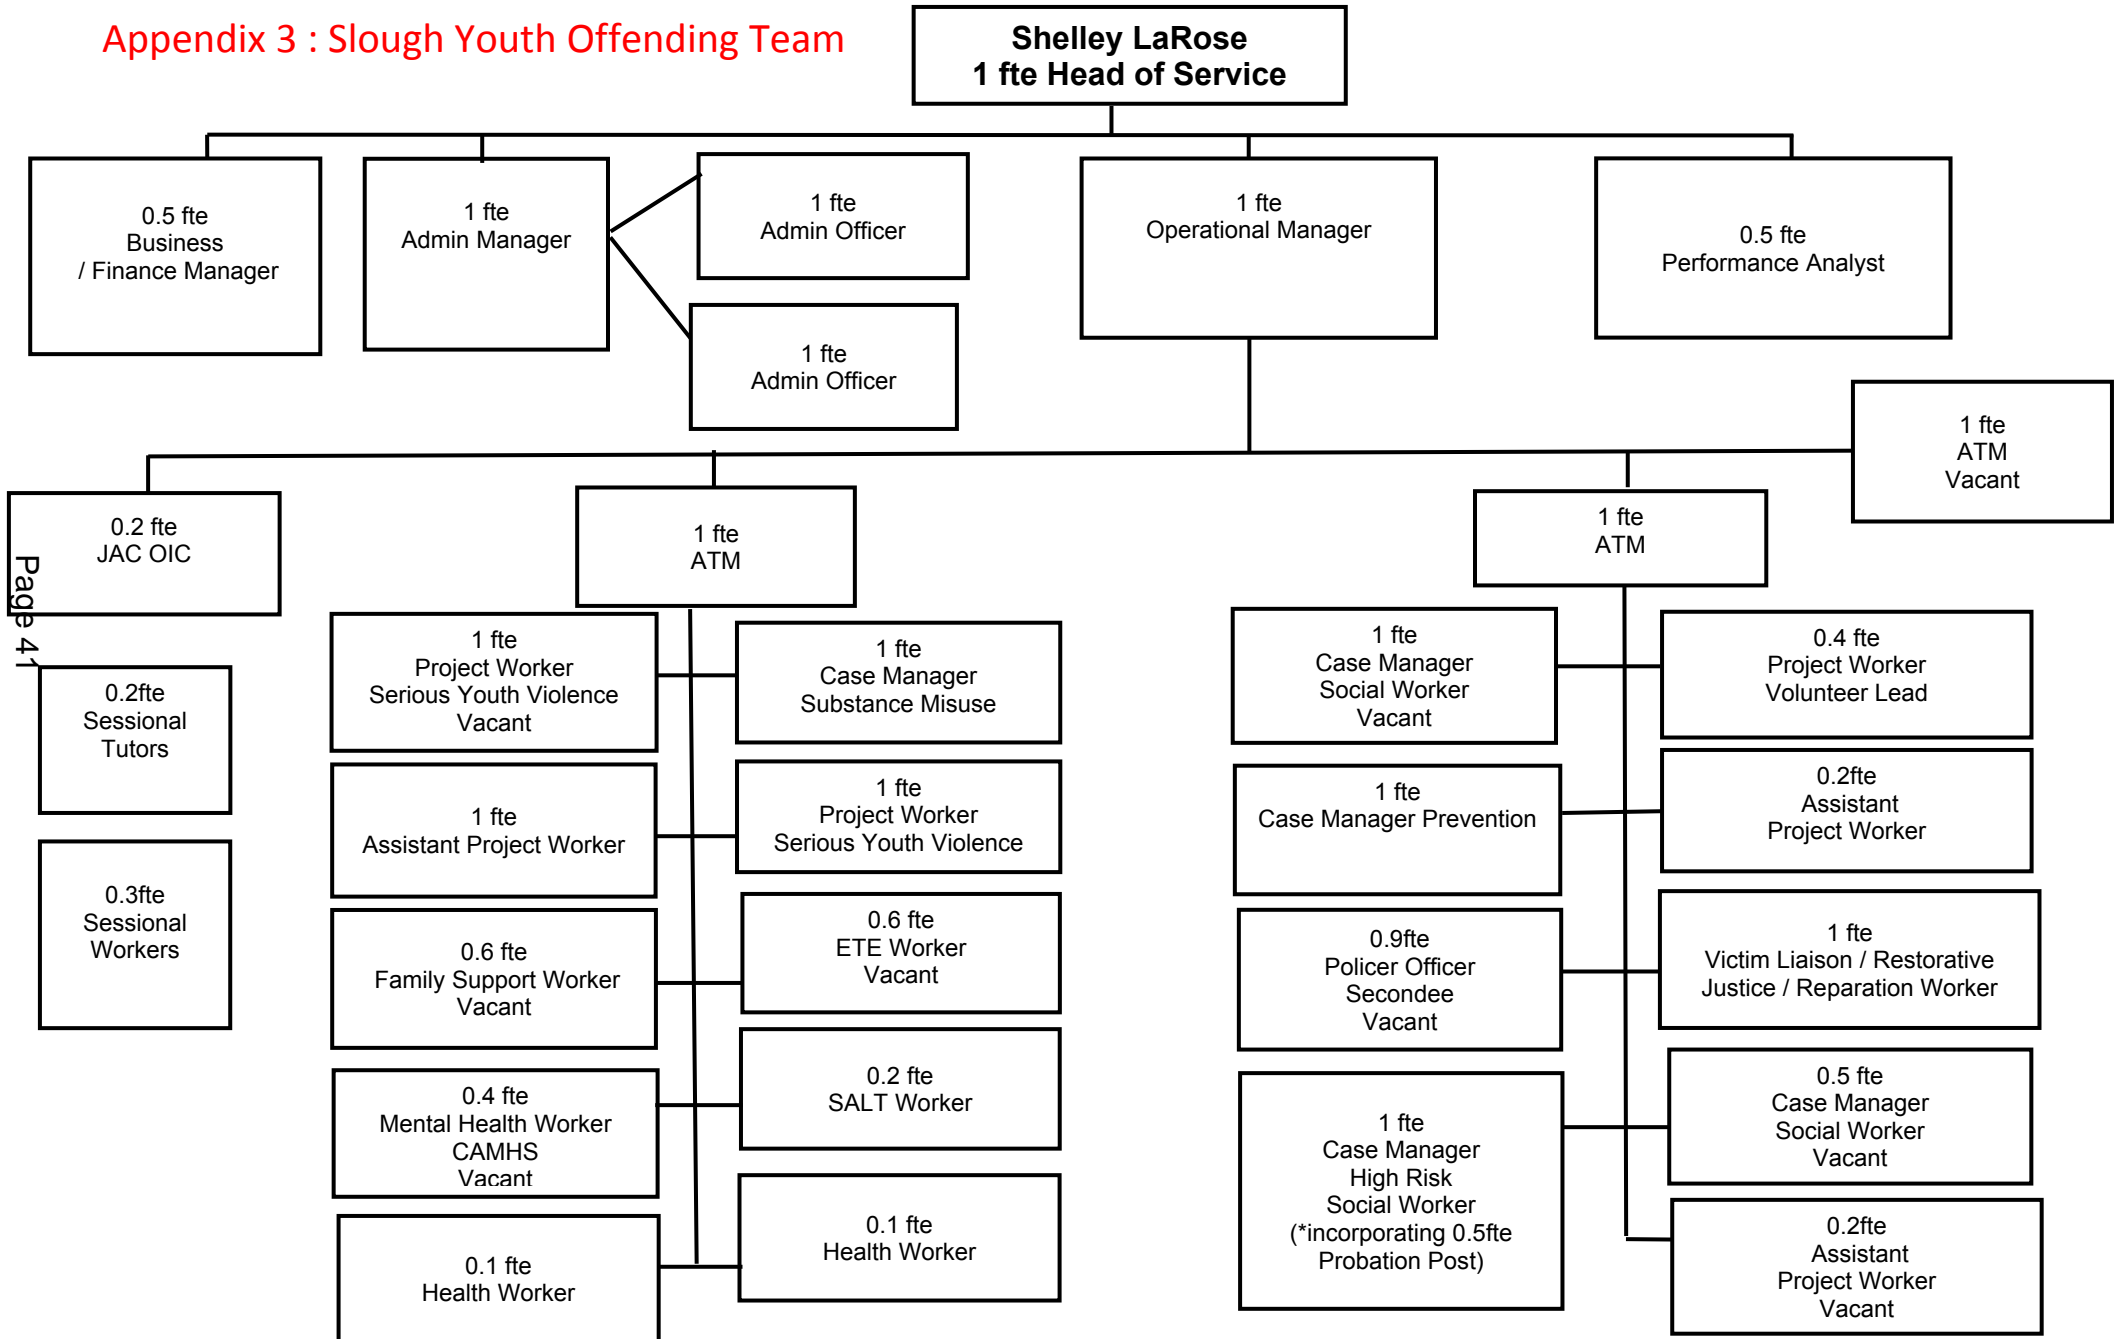 Appendix 3 : Slough Youth Offending Team
Shelley LaRose
1 fte Head of Service
0.5 fte
Business
/ Finance Manager
1 fte
Admin Manager
1 fte
Admin Officer
1 fte
Admin Officer
1 fte
Operational Manager
0.5 fte
Performance Analyst
1 fte
ATM
Vacant
0.2 fte
JAC OIC
1 fte
ATM
1 fte
ATM
Page 41
0.2fte
Sessional
Tutors
0.3fte
Sessional
Workers
1 fte
Project Worker
Serious Youth Violence
Vacant
1 fte
Case Manager
Substance Misuse
1 fte
Assistant Project Worker
1 fte
Project Worker
Serious Youth Violence
0.6 fte
Family Support Worker
Vacant
0.6 fte
ETE Worker
Vacant
0.4 fte
Mental Health Worker
CAMHS
Vacant
0.2 fte
SALT Worker
0.1 fte
Health Worker
0.1 fte
Health Worker
1 fte
Case Manager
Social Worker
Vacant
0.4 fte
Project Worker
Volunteer Lead
1 fte
Case Manager Prevention
0.2fte
Assistant
Project Worker
0.9fte
Policer Officer
Secondee
Vacant
1 fte
Victim Liaison / Restorative
Justice / Reparation Worker
1 fte
Case Manager
High Risk
Social Worker
(*incorporating 0.5fte
Probation Post)
0.5 fte
Case Manager
Social Worker
Vacant
0.2fte
Assistant
Project Worker
Vacant